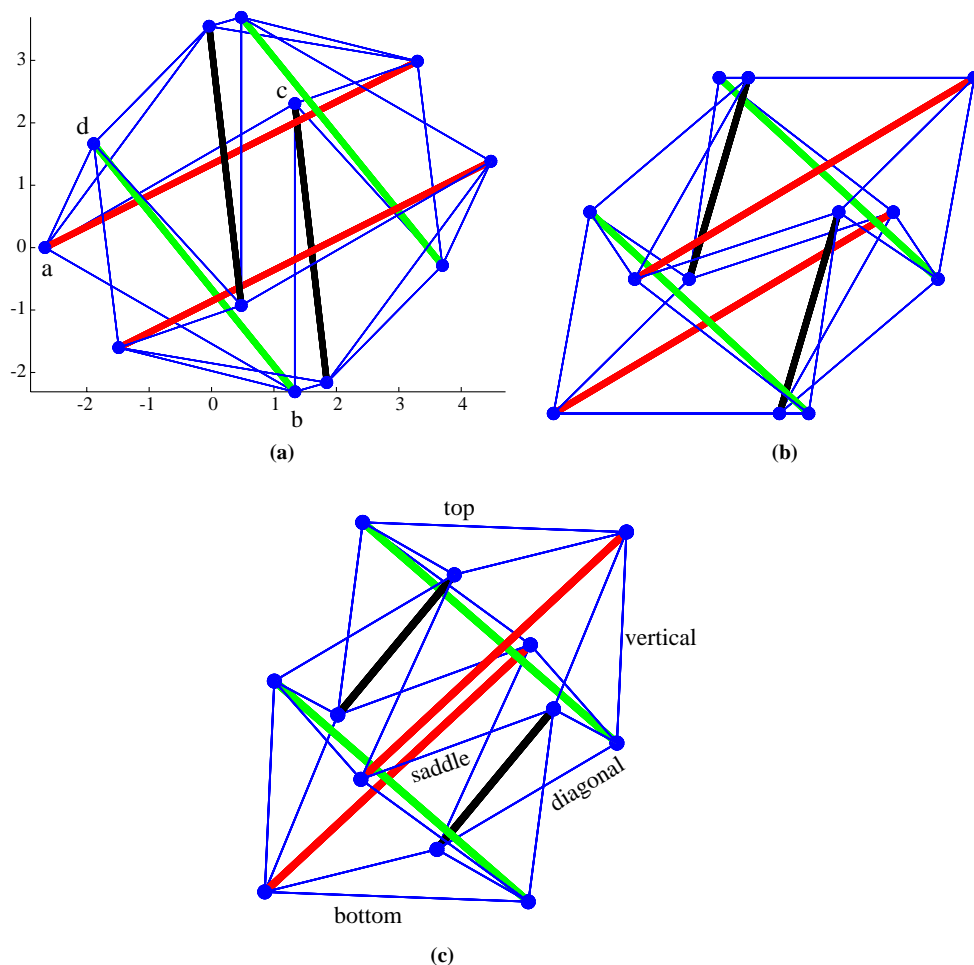 3
2
1
0
-1
-2
-2 -1 0 1 2 3 4
c
d
a
b
(a)
(b)
top
vertical
saddle
diagonal
bottom
(c)